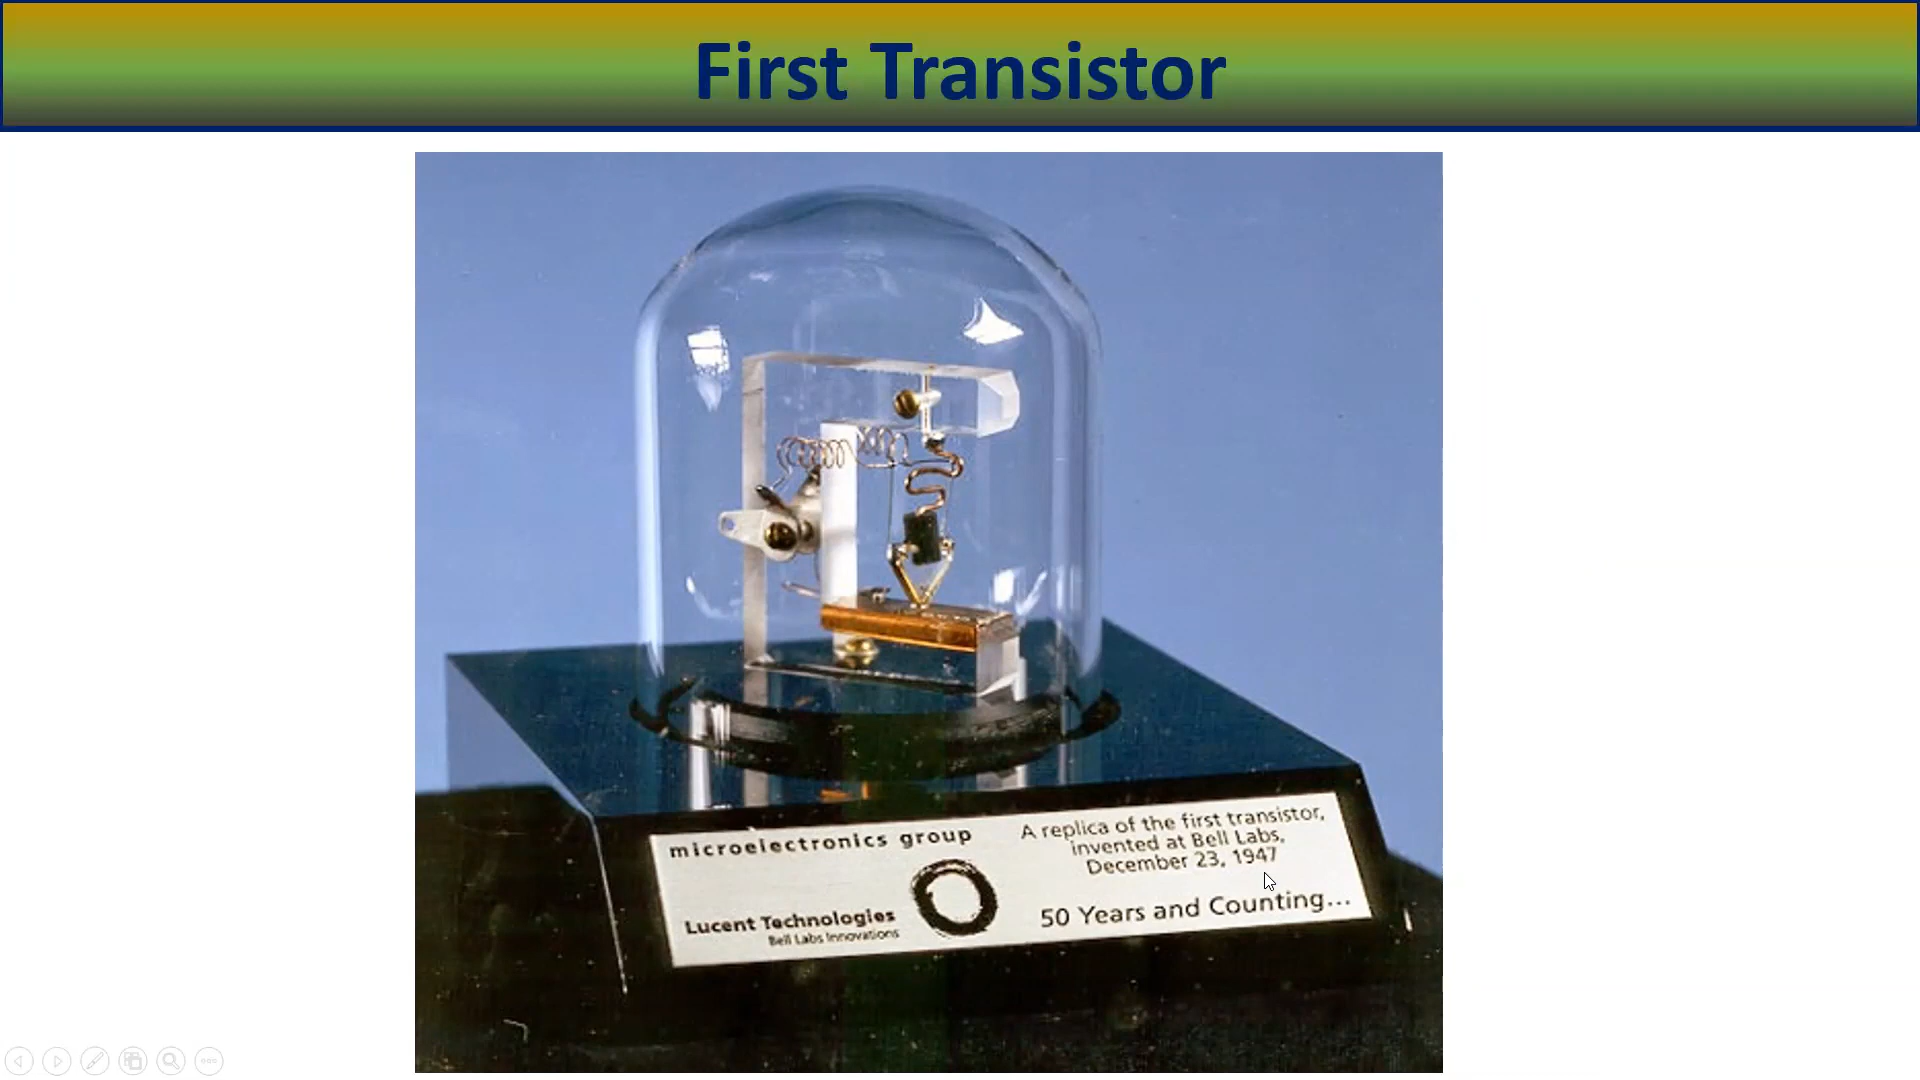 First Transistor
microelectronics group
Lucent Technologies
Bell Labs Innovations
A replica of the first transistor,
invented at Bell Labs,
December 23, 1947
50 Years and Counting...